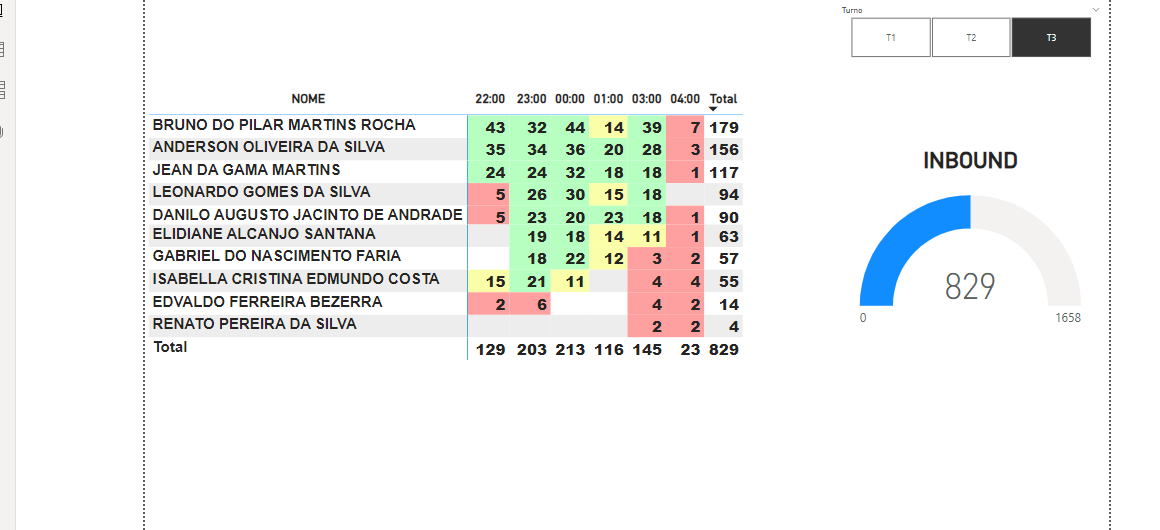 Turno
T1 T2 T3
NOME 22:00 23:00 00:00 01:00 03:00 04:00 Total
BRUNO DO PILAR MARTINS ROCHA 43 32 44 14 39 7 179
ANDERSON OLIVEIRA DA SILVA 35 34 36 20 28 3 156
JEAN DA GAMA MARTINS 24 24 32 18 18 1 117
LEONARDO GOMES DA SILVA 5 26 30 15 18 94
DANILO AUGUSTO JACINTO DE ANDRADE 5 23 20 23 18 1 90
ELIDIANE ALCANJO SANTANA 19 18 14 11 1 63
GABRIEL DO NASCIMENTO FARIA 18 22 12 3 2 57
ISABELLA CRISTINA EDMUNDO COSTA 15 21 11 4 4 55
EDVALDO FERREIRA BEZERRA 2 6 4 2 14
RENATO PEREIRA DA SILVA 2 2 4
Total 129 203 213 116 145 23 829
INBOUND
829
0 1658